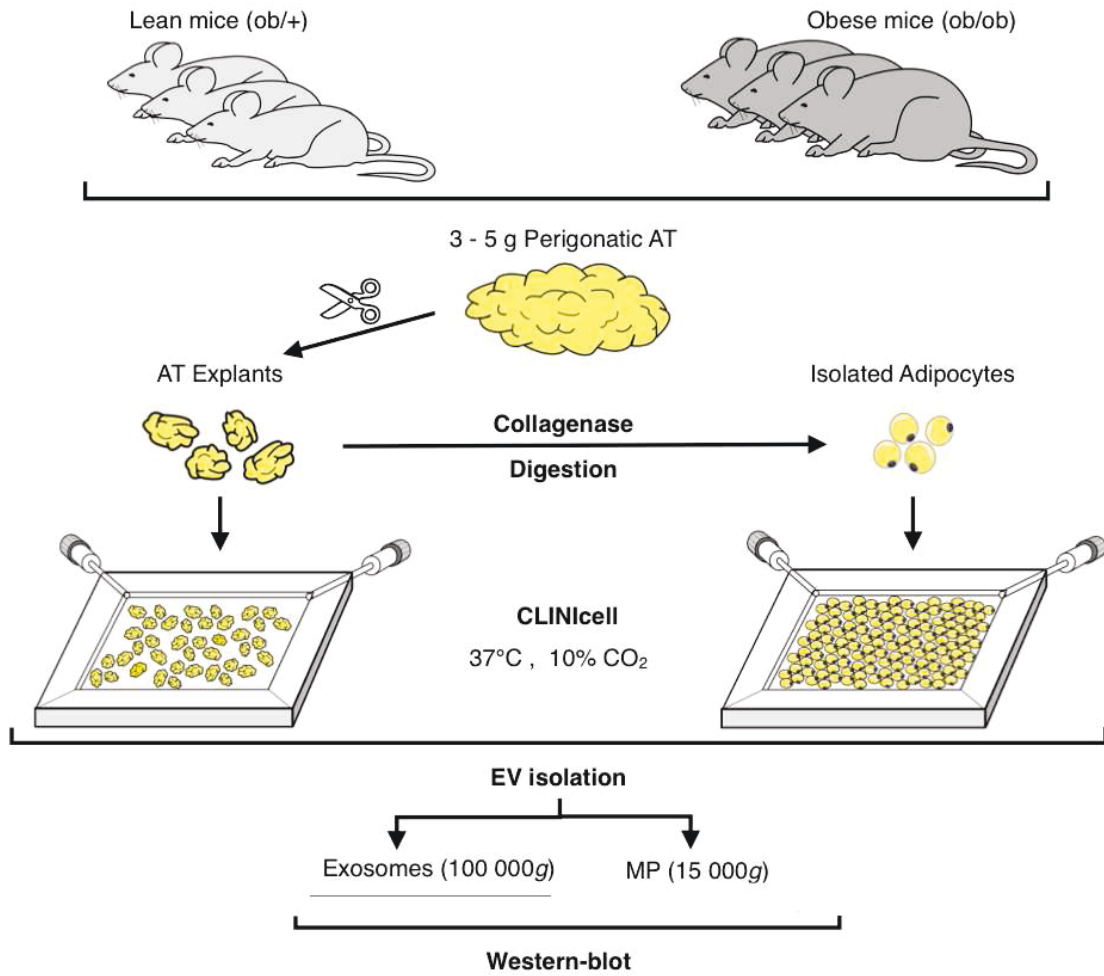 Lean mice (ob/+)
Obese mice (ob/ob)
3 - 5 g Perigonatic AT
AT Explants
Isolated Adipocytes
Collagenase
Digestion
CLINIcell
37°C , 10% CO₂
EV isolation
Exosomes (100 000g)
MP (15 000g)
Western-blot